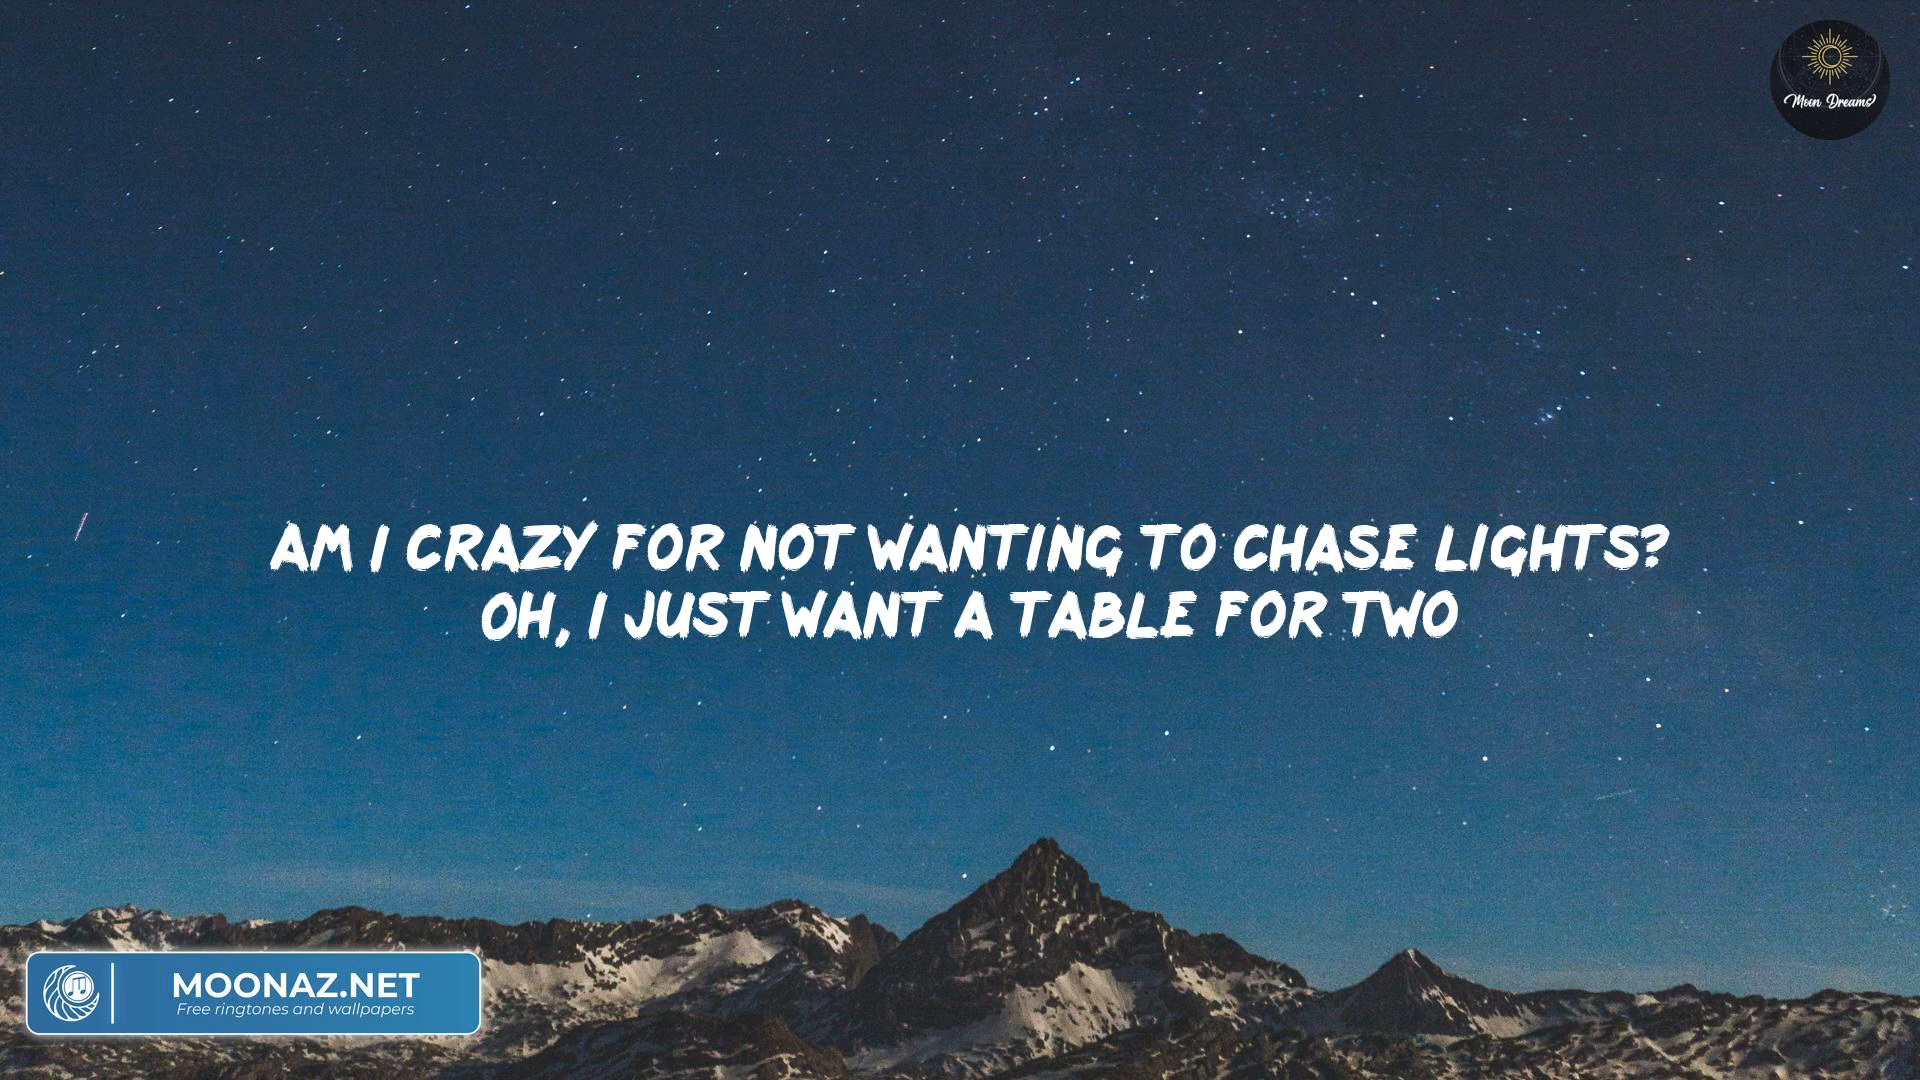 Moon Dreams
AM I CRAZY FOR NOT WANTING TO CHASE LIGHTS?
OH, I JUST WANT A TABLE FOR TWO
MOONAZ.NET
Free ringtones and wallpapers